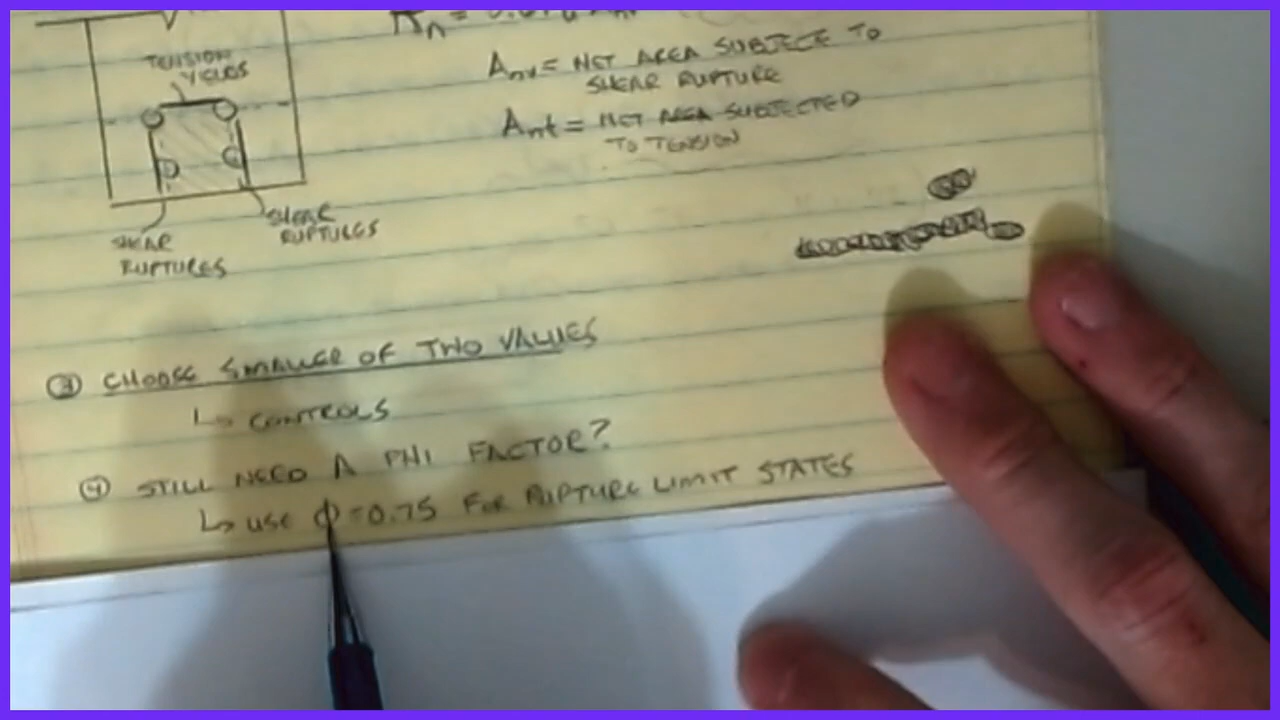 TENSION
YIELDS
SHEAR
RUPTURES
SHEAR
RUPTURES
Anv = NET AREA SUBJECT TO
SHEAR RUPTURE
Ant = NET AREA SUBJECTED
TO TENSION
③ CHOOSE SMALLER OF TWO VALUES
↳ CONTROLS
④ STILL NEED A PHI FACTOR?
↳ USE Φ = 0.75 FOR RUPTURE LIMIT STATES